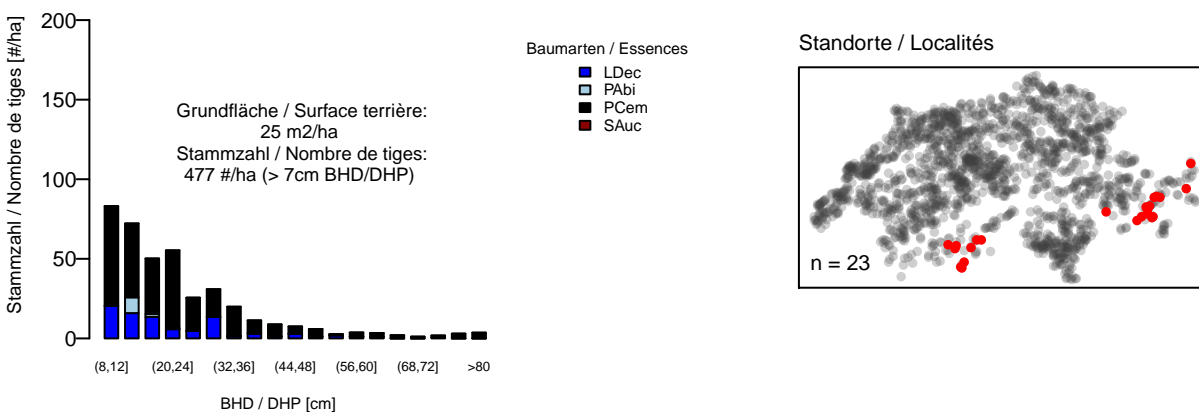 Stammzahl / Nombre de tiges [#/ha]
200
150
100
50
0
Grundfläche / Surface terrière:
25 m2/ha
Stammzahl / Nombre de tiges:
477 #/ha (> 7cm BHD/DHP)
(8,12]
(20,24]
(32,36]
(44,48]
(56,60]
(68,72]
>80
BHD / DHP [cm]
Baumarten / Essences
LDec
PAbi
PCem
SAuc
Standorte / Localités
n = 23